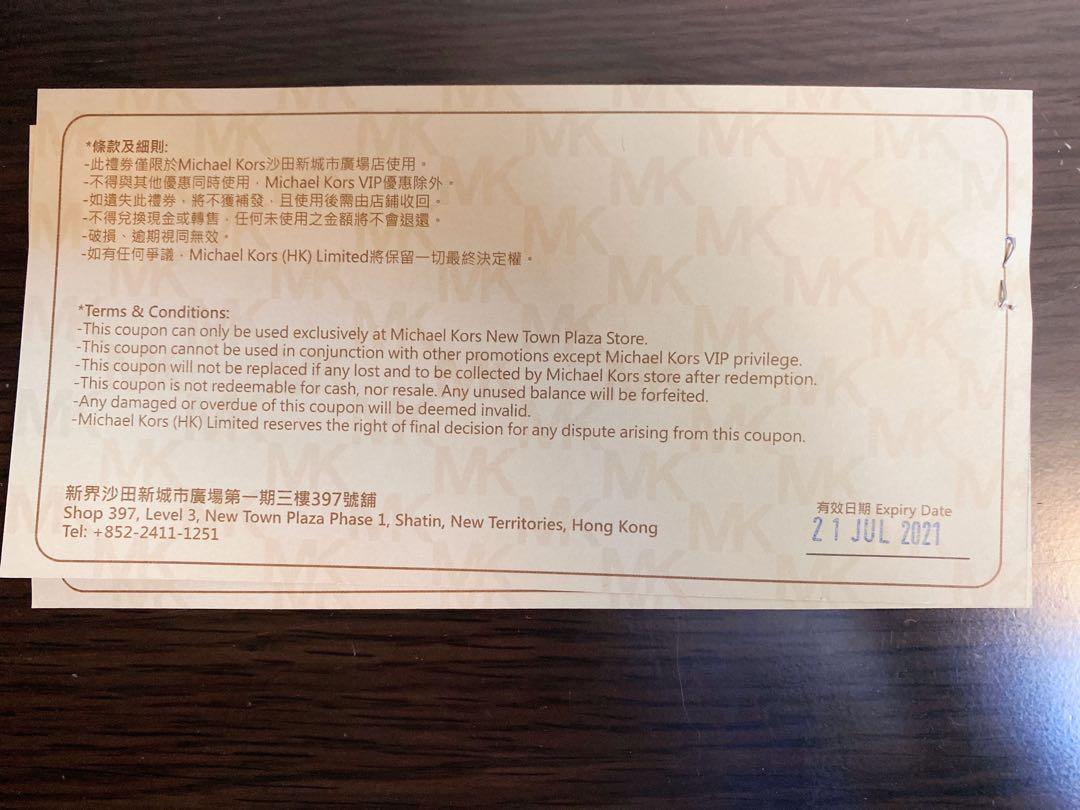 *條款及細則:
-此禮券僅限於Michael Kors沙田新城市廣場店使用。
-不得與其他優惠同時使用，Michael Kors VIP優惠除外。
-如遺失此禮券、將不獲補發，且使用後需由店鋪收回。
-不得兌換現金或轉售，任何未使用之金額將不會退還。
-破損、逾期視同無效。
-如有任何爭議，Michael Kors (HK) Limited將保留一切最終決定權。
*Terms & Conditions:
-This coupon can only be used exclusively at Michael Kors New Town Plaza Store.
-This coupon cannot be used in conjunction with other promotions except Michael Kors VIP privilege.
-This coupon will not be replaced if any lost and to be collected by Michael Kors store after redemption.
-This coupon is not redeemable for cash, nor resale. Any unused balance will be forfeited.
-Any damaged or overdue of this coupon will be deemed invalid.
-Michael Kors (HK) Limited reserves the right of final decision for any dispute arising from this coupon.
新界沙田新城市廣場第一期三樓397號舖
Shop 397, Level 3, New Town Plaza Phase 1, Shatin, New Territories, Hong Kong
Tel: +852-2411-1251
有效日期 Expiry Date
21 JUL 2021